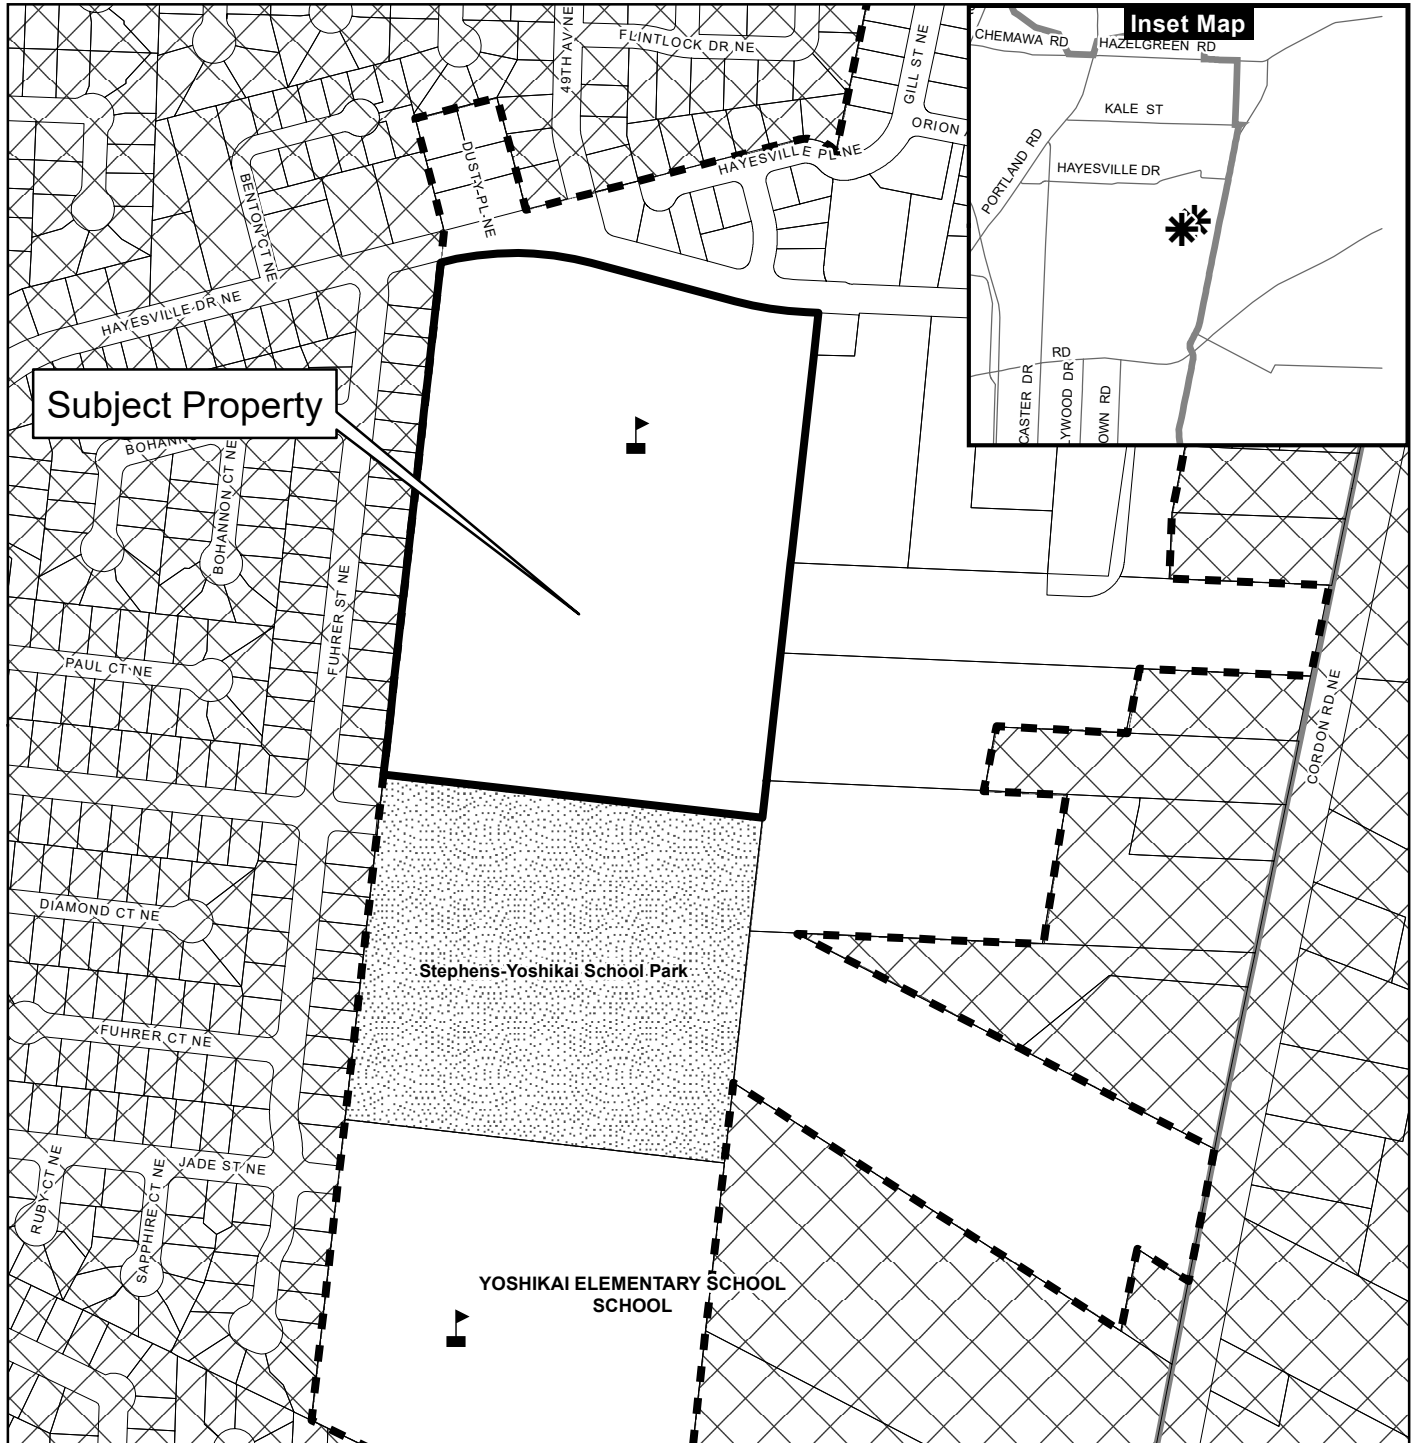 FLINTLOCK DR NE
49TH AV NE
GILL ST NE
HAYESVILLE PL NE
DUSTY PL NE
BENTON CT NE
HAYESVILLE DR NE
Inset Map
CHEMAWA RD
HAZELGREEN RD
KALE ST
PORTLAND RD
HAYESVILLE DR
RD
CASTER DR
LYWOOD DR
OWN RD
Subject Property
BOHANNON CT NE
FUHRER ST NE
PAUL CT NE
CORDON RD NE
DIAMOND CT NE
Stephens-Yoshikai School Park
FUHRER CT NE
JADE ST NE
RUBY CT NE
SAPPHIRE CT NE
YOSHIKAI ELEMENTARY SCHOOL
SCHOOL